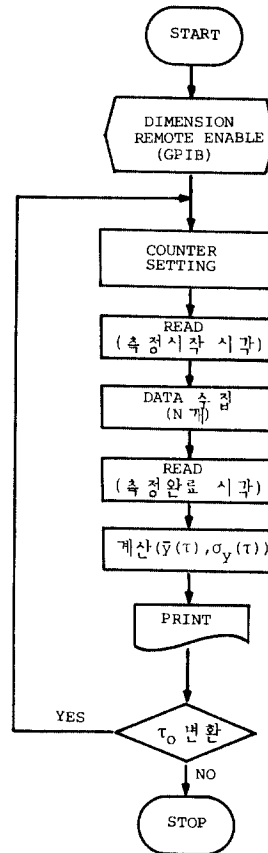 START
DIMENSION
REMOTE ENABLE
(GPIB)
COUNTER
SETTING
READ
(측정시작 시각)
DATA 수집
(N개)
READ
(측정완료 시각)
계산(ȳ(τ),σy(τ))
PRINT
YES
τo 변환
NO
STOP